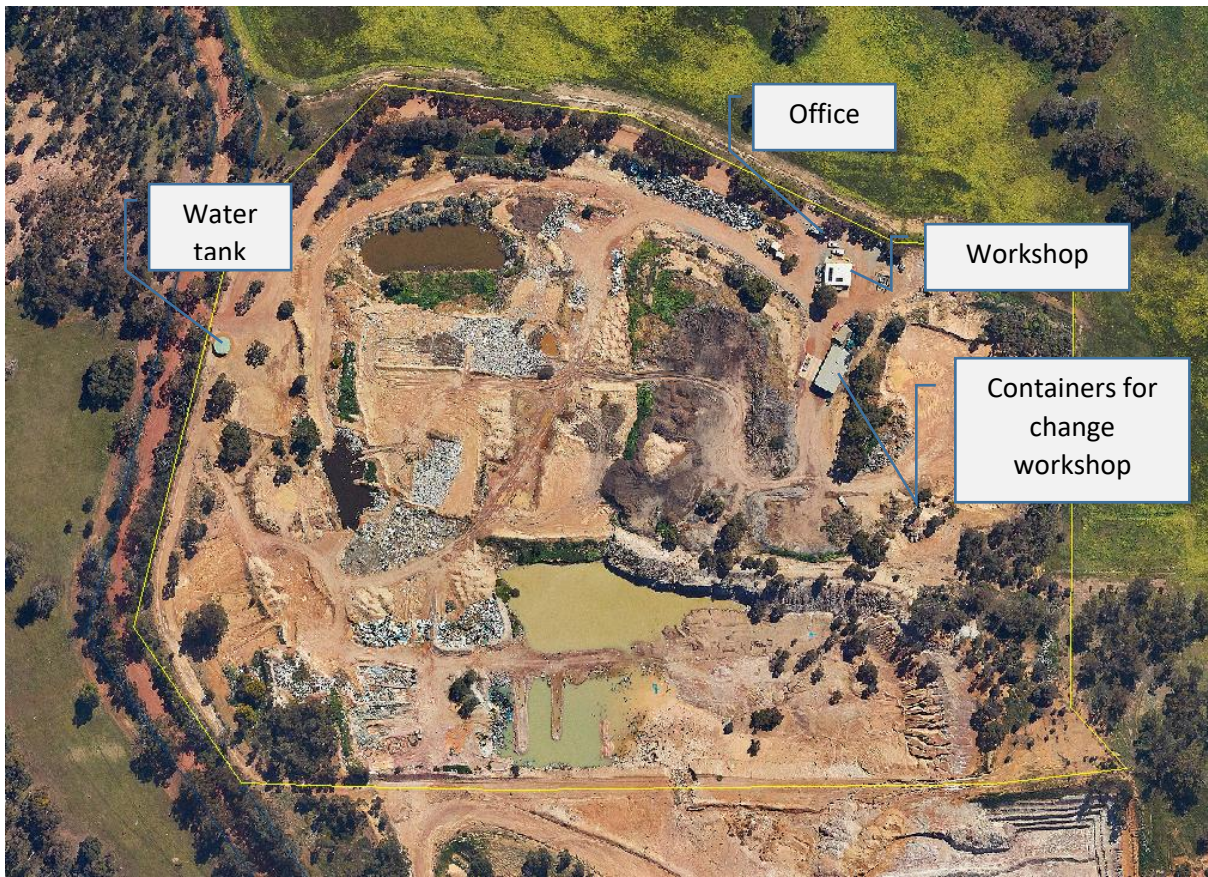 Office
Water
tank
Workshop
Containers for
change
workshop